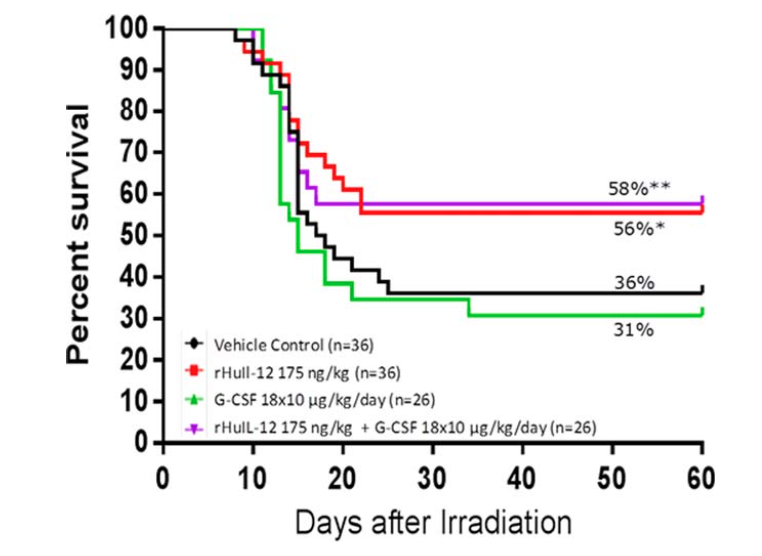 100
90
80
70
60
50
40
30
20
10
0
Percent survival
58%**
56%*
36%
31%
Vehicle Control (n=36)
rHuIl-12 175 ng/kg (n=36)
G-CSF 18x10 µg/kg/day (n=26)
rHuIL-12 175 ng/kg + G-CSF 18x10 µg/kg/day (n=26)
0 10 20 30 40 50 60
Days after Irradiation